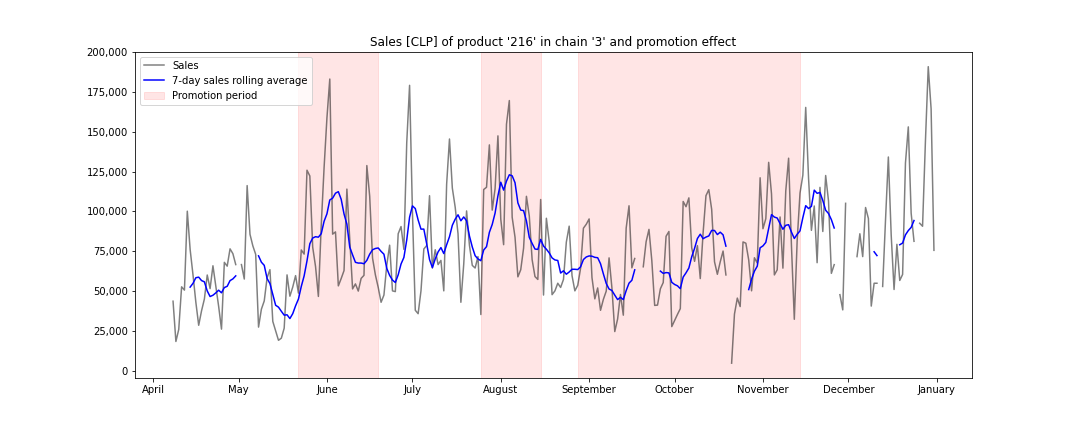 Sales [CLP] of product '216' in chain '3' and promotion effect
200,000
175,000
150,000
125,000
100,000
75,000
50,000
25,000
0
Sales
7-day sales rolling average
Promotion period
April May June July August September October November December January